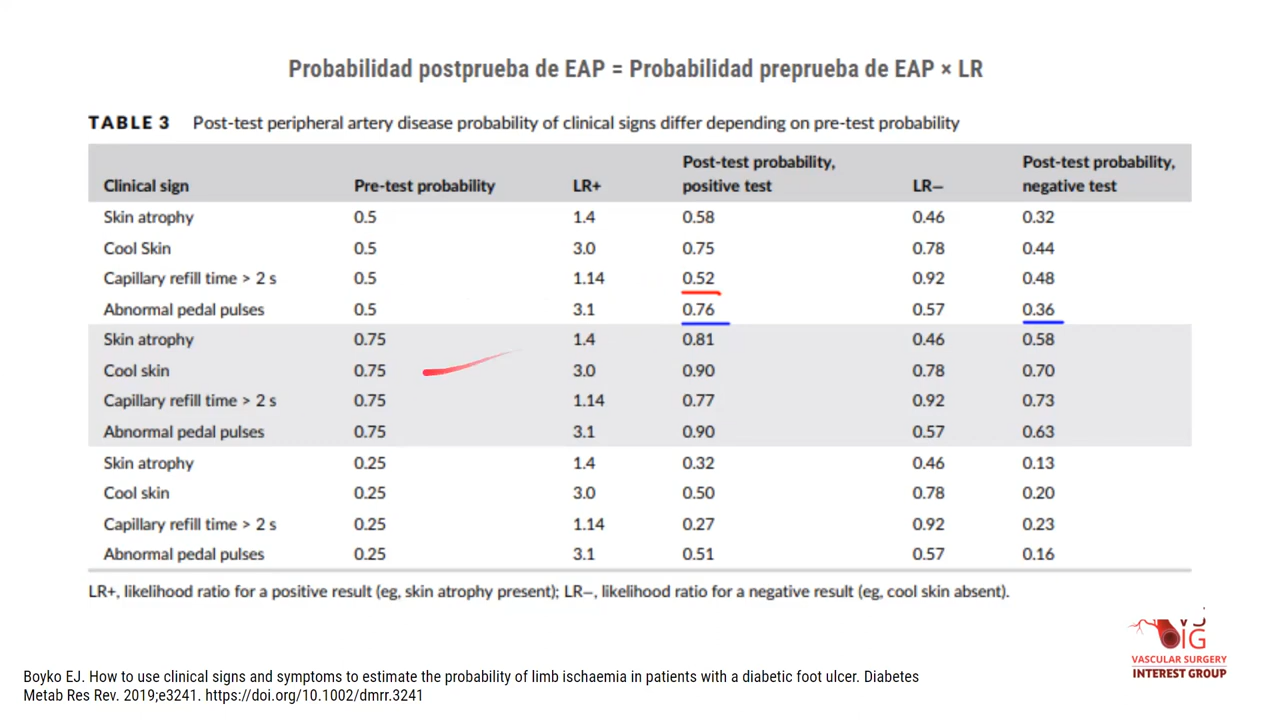 Probabilidad postprueba de EAP = Probabilidad preprueba de EAP × LR
TABLE 3 Post-test peripheral artery disease probability of clinical signs differ depending on pre-test probability
Clinical sign Pre-test probability LR+ Post-test probability, positive test LR− Post-test probability, negative test
Skin atrophy 0.5 1.4 0.58 0.46 0.32
Cool Skin 0.5 3.0 0.75 0.78 0.44
Capillary refill time > 2 s 0.5 1.14 0.52 0.92 0.48
Abnormal pedal pulses 0.5 3.1 0.76 0.57 0.36
Skin atrophy 0.75 1.4 0.81 0.46 0.58
Cool skin 0.75 3.0 0.90 0.78 0.70
Capillary refill time > 2 s 0.75 1.14 0.77 0.92 0.73
Abnormal pedal pulses 0.75 3.1 0.90 0.57 0.63
Skin atrophy 0.25 1.4 0.32 0.46 0.13
Cool skin 0.25 3.0 0.50 0.78 0.20
Capillary refill time > 2 s 0.25 1.14 0.27 0.92 0.23
Abnormal pedal pulses 0.25 3.1 0.51 0.57 0.16
LR+, likelihood ratio for a positive result (eg, skin atrophy present); LR−, likelihood ratio for a negative result (eg, cool skin absent).
IG
VASCULAR SURGERY
INTEREST GROUP
Boyko EJ. How to use clinical signs and symptoms to estimate the probability of limb ischaemia in patients with a diabetic foot ulcer. Diabetes
Metab Res Rev. 2019;e3241. https://doi.org/10.1002/dmrr.3241